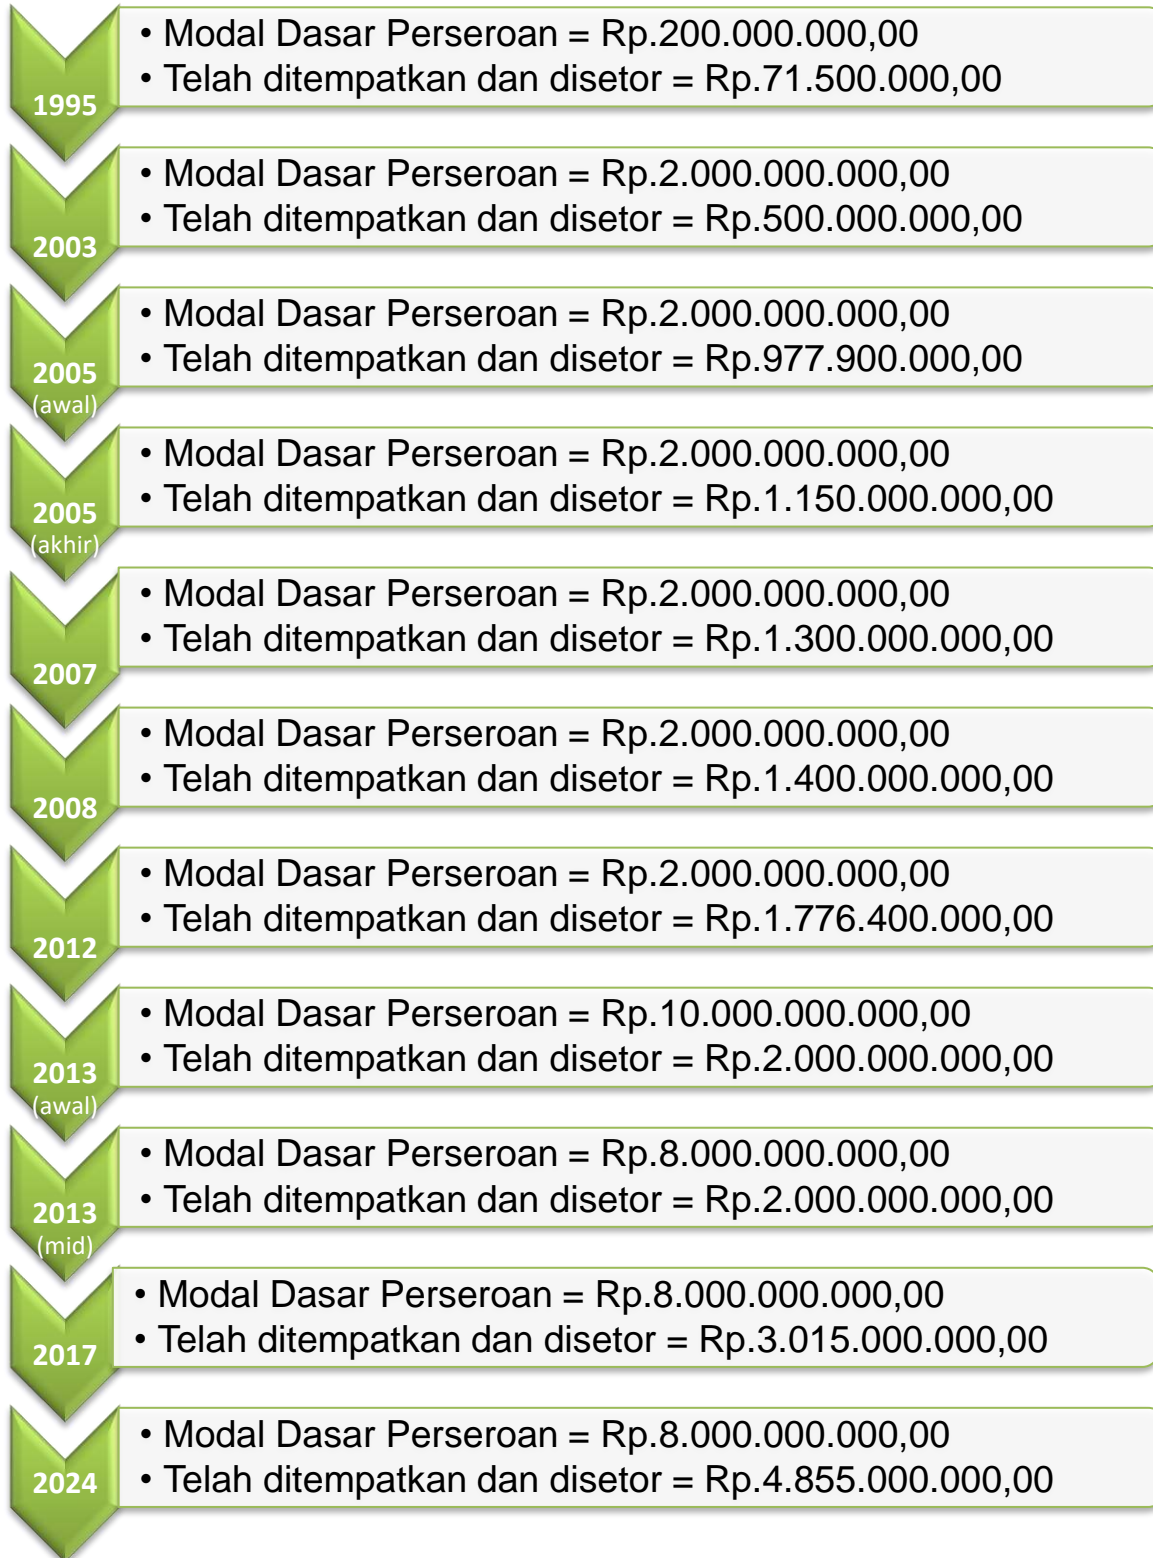 1995
• Modal Dasar Perseroan = Rp.200.000.000,00
• Telah ditempatkan dan disetor = Rp.71.500.000,00
2003
• Modal Dasar Perseroan = Rp.2.000.000.000,00
• Telah ditempatkan dan disetor = Rp.500.000.000,00
2005
(awal)
• Modal Dasar Perseroan = Rp.2.000.000.000,00
• Telah ditempatkan dan disetor = Rp.977.900.000,00
2005
(akhir)
• Modal Dasar Perseroan = Rp.2.000.000.000,00
• Telah ditempatkan dan disetor = Rp.1.150.000.000,00
2007
• Modal Dasar Perseroan = Rp.2.000.000.000,00
• Telah ditempatkan dan disetor = Rp.1.300.000.000,00
2008
• Modal Dasar Perseroan = Rp.2.000.000.000,00
• Telah ditempatkan dan disetor = Rp.1.400.000.000,00
2012
• Modal Dasar Perseroan = Rp.2.000.000.000,00
• Telah ditempatkan dan disetor = Rp.1.776.400.000,00
2013
(awal)
• Modal Dasar Perseroan = Rp.10.000.000.000,00
• Telah ditempatkan dan disetor = Rp.2.000.000.000,00
2013
(mid)
• Modal Dasar Perseroan = Rp.8.000.000.000,00
• Telah ditempatkan dan disetor = Rp.2.000.000.000,00
2017
• Modal Dasar Perseroan = Rp.8.000.000.000,00
• Telah ditempatkan dan disetor = Rp.3.015.000.000,00
2024
• Modal Dasar Perseroan = Rp.8.000.000.000,00
• Telah ditempatkan dan disetor = Rp.4.855.000.000,00